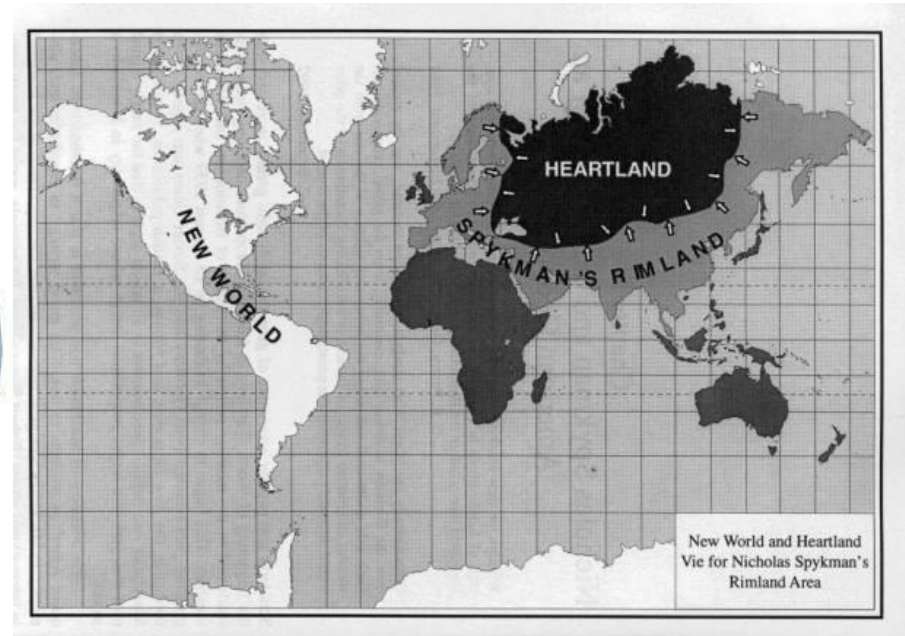 HEARTLAND
NEW WORLD
SPYKMAN'S RIMLAND
New World and Heartland
Vie for Nicholas Spykman's
Rimland Area